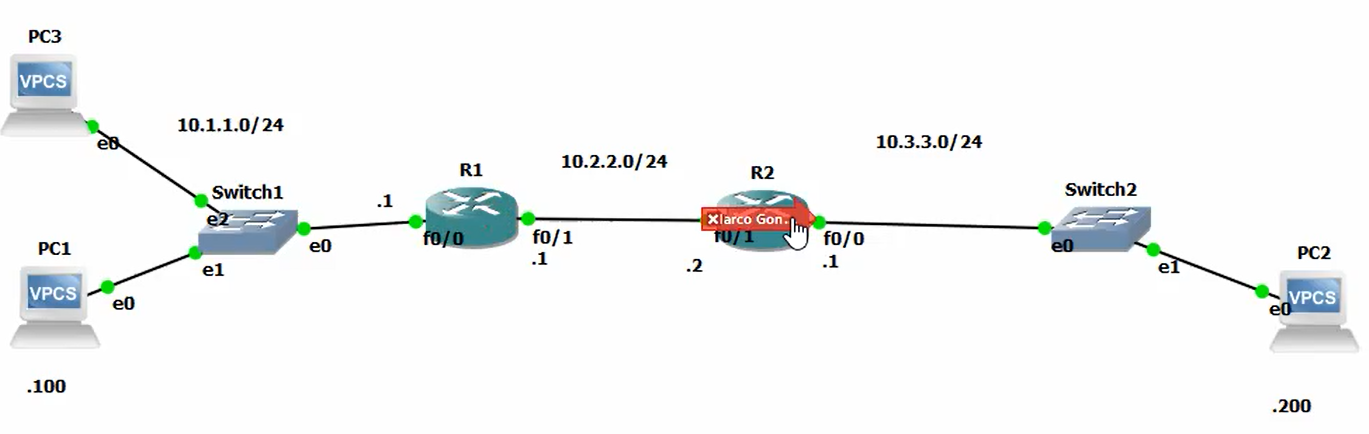 PC3
VPCS
e0
10.1.1.0/24
Switch1
e2
e1
e0
PC1
VPCS
e0
.100
.1
R1
f0/0
f0/1
.1
10.2.2.0/24
R2
arco Gon.
f0/1
.2
f0/0
.1
10.3.3.0/24
Switch2
e0
e1
PC2
VPCS
e0
.200